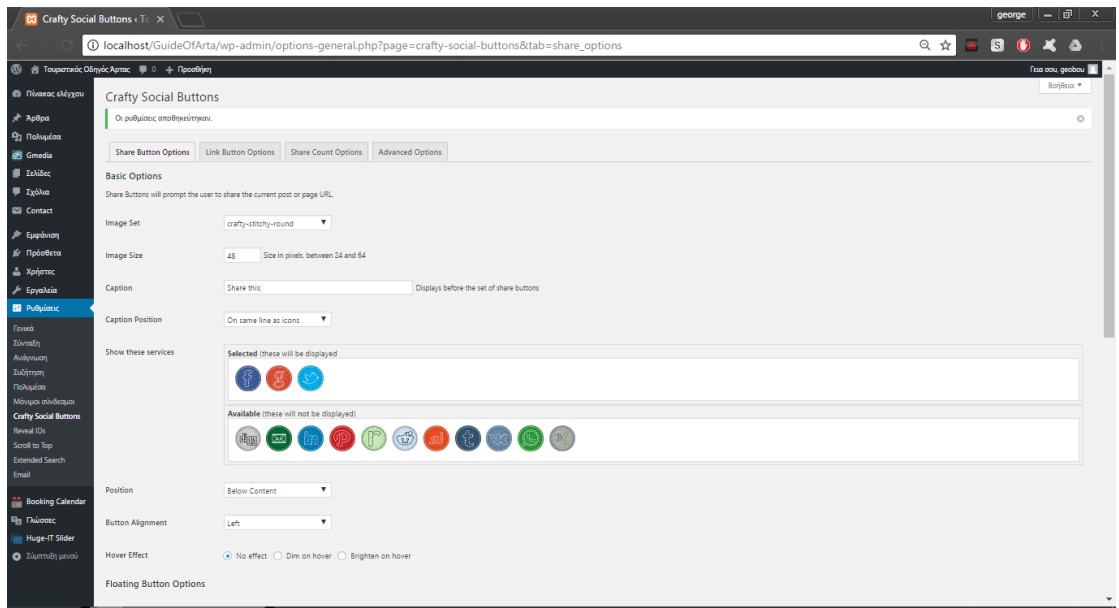 george
Crafty Social Buttons ‹ Το
localhost/GuideOfArta/wp-admin/options-general.php?page=crafty-social-buttons&tab=share_options
Τουριστικός Οδηγός Άρτας 0 + Προσθήκη
Γεια σου, geobou
Πίνακας ελέγχου
Άρθρα
Πολυμέσα
Gmedia
Σελίδες
Σχόλια
Contact
Εμφάνιση
Πρόσθετα
Χρήστες
Εργαλεία
Ρυθμίσεις
Γενικά
Σύνταξη
Ανάγνωση
Συζήτηση
Πολυμέσα
Μόνιμοι σύνδεσμοι
Crafty Social Buttons
Reveal IDs
Scroll to Top
Extended Search
Email
Booking Calendar
Γλώσσες
Huge-IT Slider
Σύμπτυξη μενού
Βοήθεια
Crafty Social Buttons
Οι ρυθμίσεις αποθηκεύτηκαν.
Share Button Options Link Button Options Share Count Options Advanced Options
Basic Options
Share Buttons will prompt the user to share the current post or page URL.
Image Set crafty-stitchy-round
Image Size 48 Size in pixels, between 24 and 64
Caption Share this: Displays before the set of share buttons
Caption Position On same line as icons
Show these services Selected (these will be displayed
Available (these will not be displayed)
Position Below Content
Button Alignment Left
Hover Effect No effect Dim on hover Brighten on hover
Floating Button Options